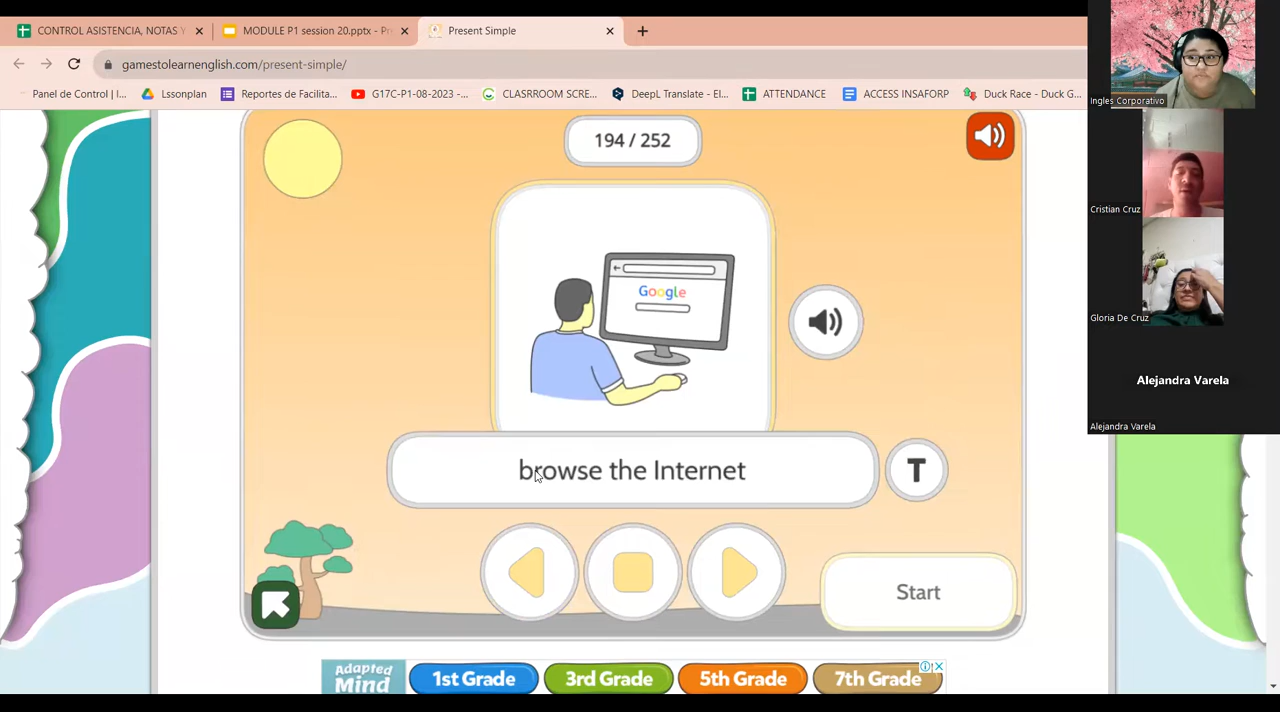 CONTROL ASISTENCIA, NOTAS Y
MODULE P1 session 20.pptx - Pr
Present Simple
gamestolearnenglish.com/present-simple/
Panel de Control | I...
Lssonplan
Reportes de Facilita...
G17C-P1-08-2023 -...
CLASSROOM SCRE...
DeepL Translate - El...
ATTENDANCE
ACCESS INSAFORP
Duck Race - Duck G...
Ingles Corporativo
194 / 252
Cristian Cruz
Google
Gloria De Cruz
Alejandra Varela
Alejandra Varela
browse the Internet
T
Start
Adapted
Mind
1st Grade
3rd Grade
5th Grade
7th Grade